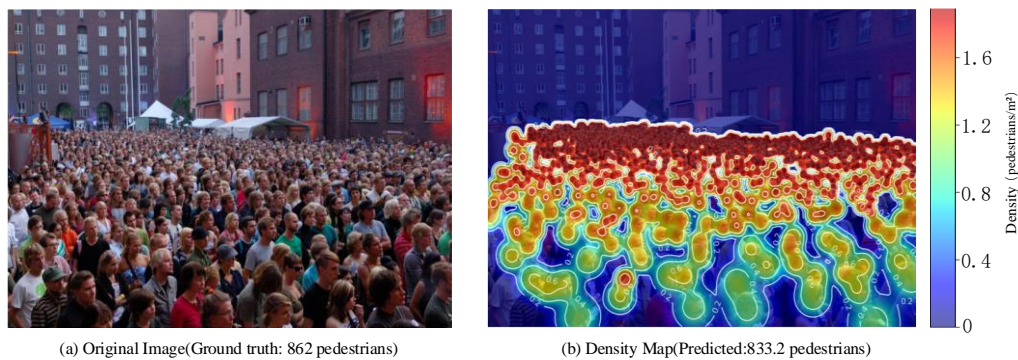 1.6
1.2
0.8
0.4
0
Density (pedestrians/m²)
(a) Original Image(Ground truth: 862 pedestrians)
(b) Density Map(Predicted:833.2 pedestrians)